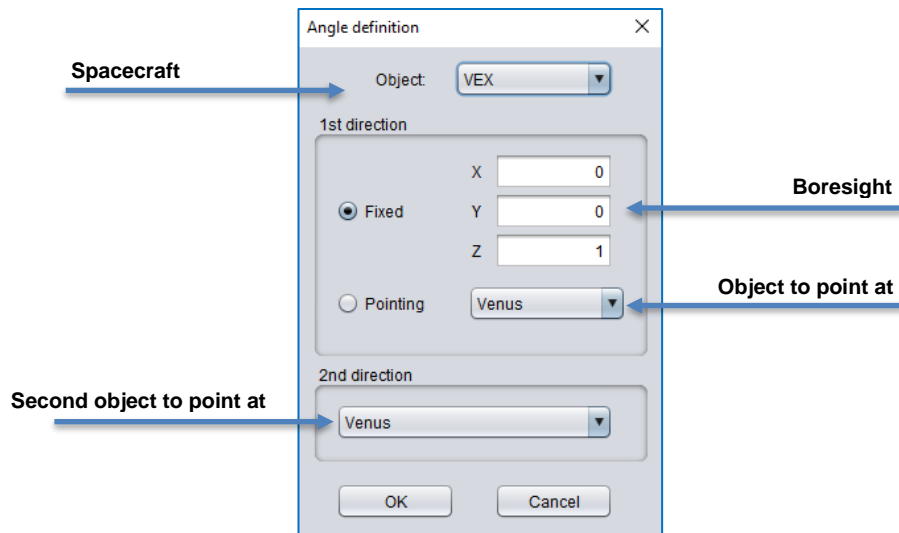 Angle definition
Spacecraft
Object: VEX
1st direction
X 0
Boresight
Fixed Y 0
Z 1
Object to point at
Pointing Venus
2nd direction
Second object to point at
Venus
OK Cancel